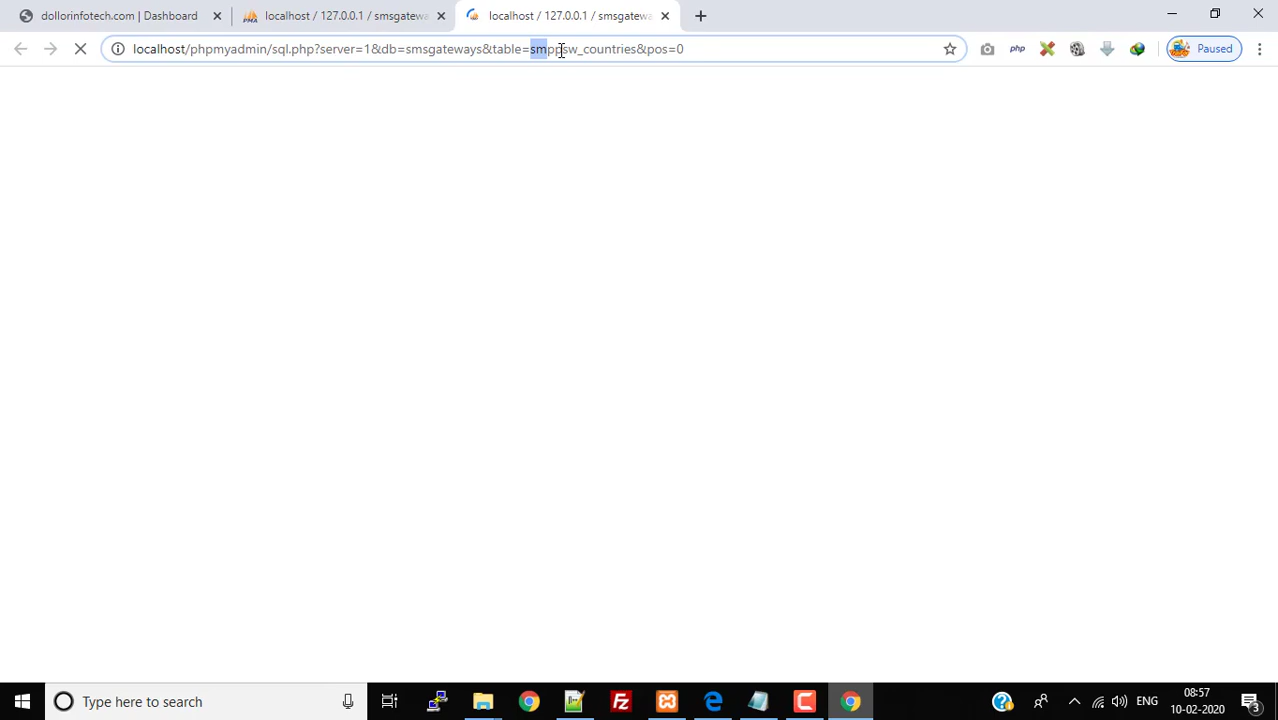 dollorinfotech.com | Dashboard
localhost / 127.0.0.1 / smsgatewa
localhost / 127.0.0.1 / smsgatewa
localhost/phpmyadmin/sql.php?server=1&db=smsgateways&table=smppsw_countries&pos=0
php
Paused
Type here to search
ENG
08:57
10-02-2020
3